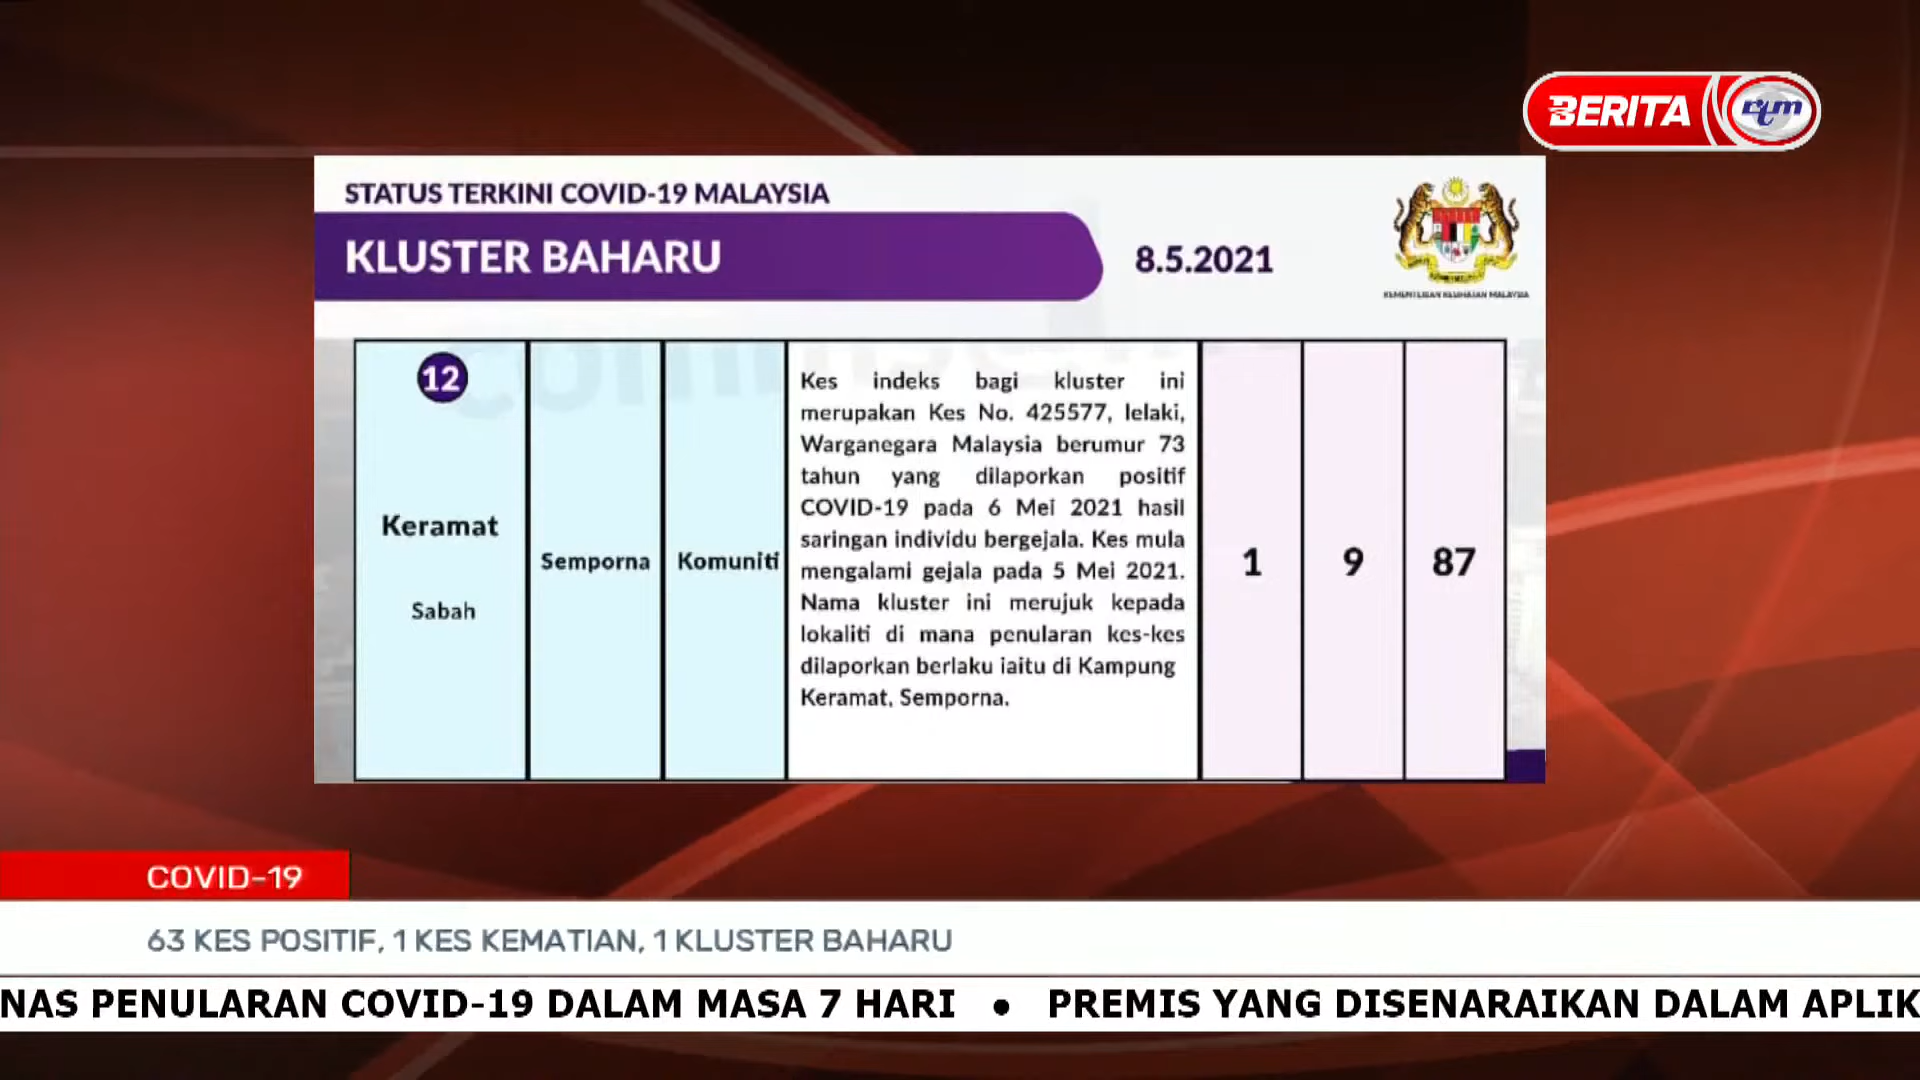 BERITA rtm
STATUS TERKINI COVID-19 MALAYSIA
KLUSTER BAHARU
8.5.2021
KEMENTERIAN KESIHATAN MALAYSIA
12
Keramat
Sabah
Semporna
Komuniti
Kes indeks bagi kluster ini
merupakan Kes No. 425577, lelaki,
Warganegara Malaysia berumur 73
tahun yang dilaporkan positif
COVID-19 pada 6 Mei 2021 hasil
saringan individu bergejala. Kes mula
mengalami gejala pada 5 Mei 2021.
Nama kluster ini merujuk kepada
lokaliti di mana penularan kes-kes
dilaporkan berlaku iaitu di Kampung
Keramat, Semporna.
1
9
87
COVID-19
63 KES POSITIF, 1 KES KEMATIAN, 1 KLUSTER BAHARU
NAS PENULARAN COVID-19 DALAM MASA 7 HARI • PREMIS YANG DISENARAIKAN DALAM APLIK